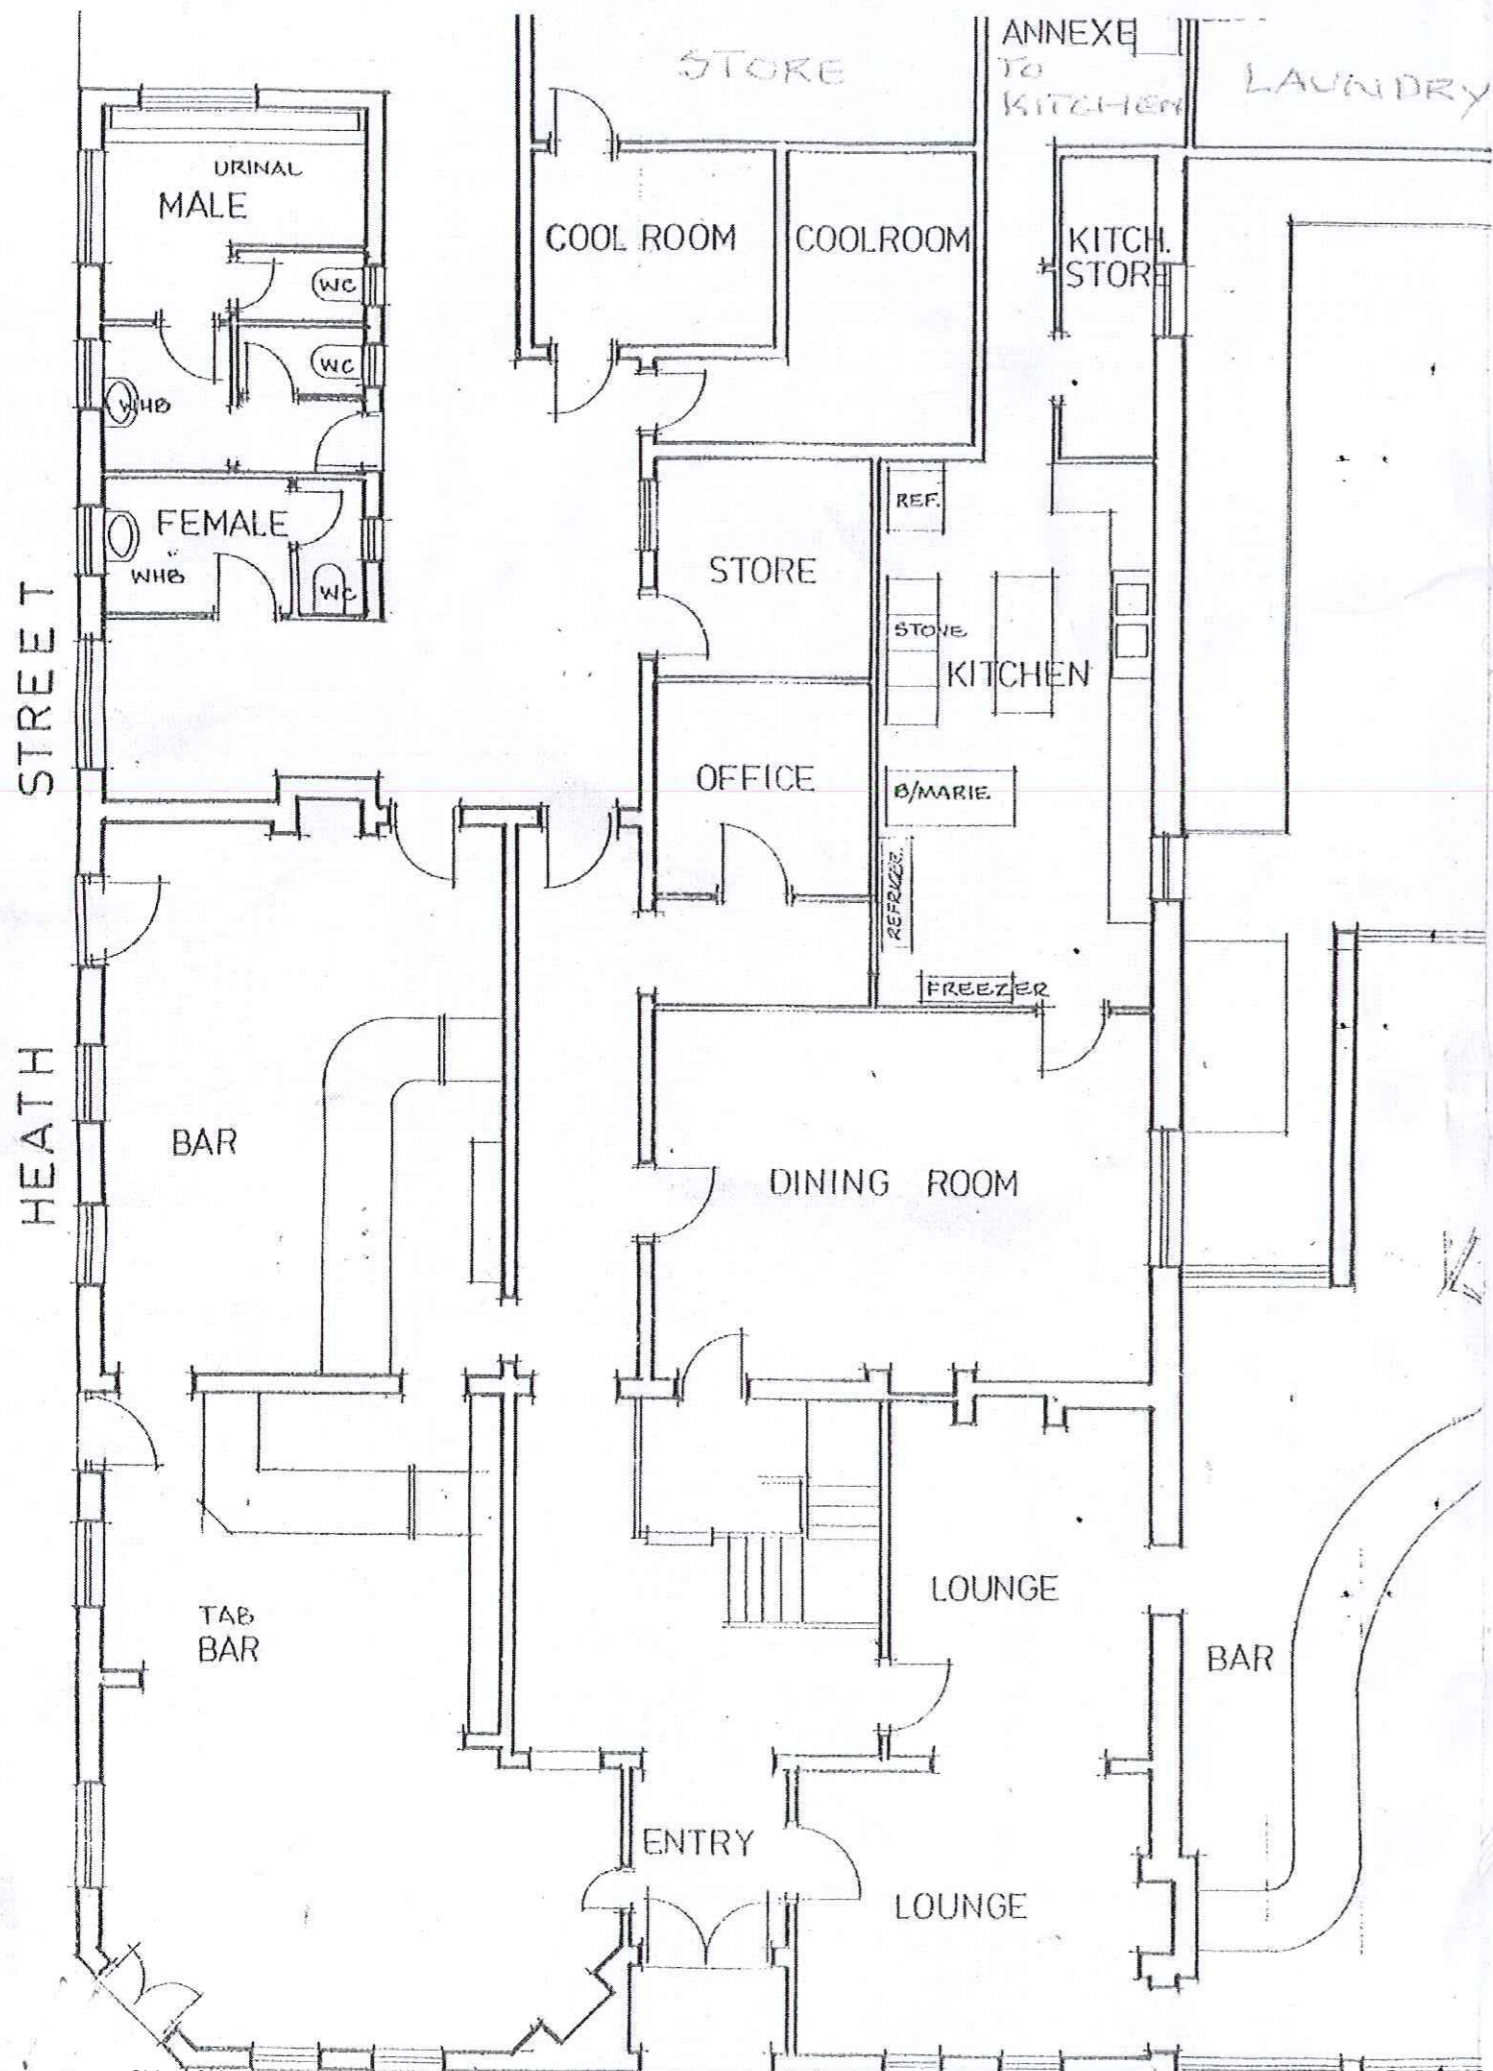 STORE
ANNEXE
TO
KITCHEN
LAUNDRY
URINAL
MALE
WC
WC
WHB
FEMALE
WHB
WC
COOL ROOM
COOLROOM
KITCH.
STORE
REF.
STORE
STOVE
KITCHEN
OFFICE
B/MARIE
REFRIGER.
FREEZER
HEATH STREET
BAR
DINING ROOM
LOUNGE
TAB
BAR
BAR
ENTRY
LOUNGE